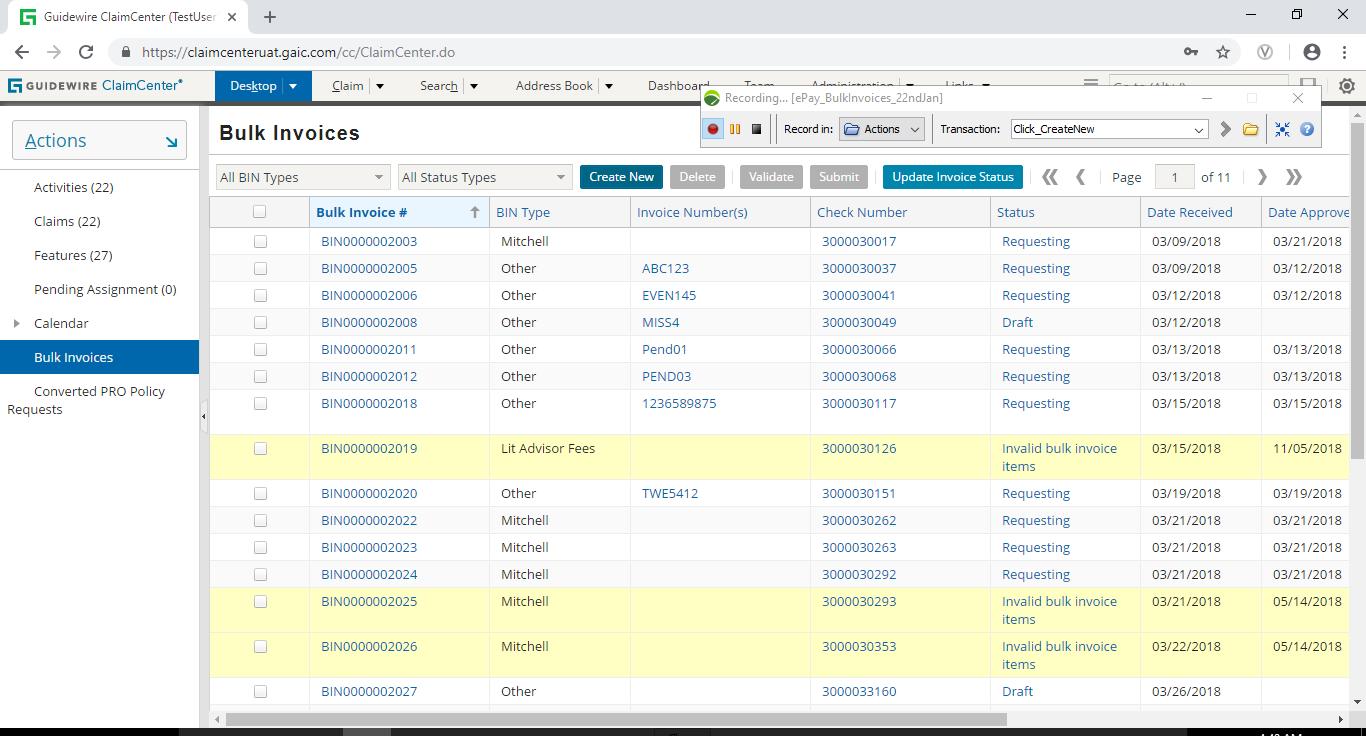 Guidewire ClaimCenter (TestUser
https://claimcenteruat.gaic.com/cc/ClaimCenter.do
GUIDEWIRE ClaimCenter Desktop Claim Search Address Book
Recording... [ePay_BulkInvoices_22ndJan]
Record in: Actions Transaction: Click_CreateNew
Actions
Activities (22)
Claims (22)
Features (27)
Pending Assignment (0)
Calendar
Bulk Invoices
Converted PRO Policy
Requests
Bulk Invoices
All BIN Types All Status Types Create New Delete Validate Submit Update Invoice Status Page 1 of 11
Bulk Invoice # BIN Type Invoice Number(s) Check Number Status Date Received Date Approve
BIN0000002003 Mitchell 3000030017 Requesting 03/09/2018 03/21/2018
BIN0000002005 Other ABC123 3000030037 Requesting 03/09/2018 03/12/2018
BIN0000002006 Other EVEN145 3000030041 Requesting 03/12/2018 03/12/2018
BIN0000002008 Other MISS4 3000030049 Draft 03/12/2018
BIN0000002011 Other Pend01 3000030066 Requesting 03/13/2018 03/13/2018
BIN0000002012 Other PEND03 3000030068 Requesting 03/13/2018 03/13/2018
BIN0000002018 Other 1236589875 3000030117 Requesting 03/15/2018 03/15/2018
BIN0000002019 Lit Advisor Fees 3000030126 Invalid bulk invoice 03/15/2018 11/05/2018
items
BIN0000002020 Other TWE5412 3000030151 Requesting 03/19/2018 03/19/2018
BIN0000002022 Mitchell 3000030262 Requesting 03/21/2018 03/21/2018
BIN0000002023 Mitchell 3000030263 Requesting 03/21/2018 03/21/2018
BIN0000002024 Mitchell 3000030292 Requesting 03/21/2018 03/21/2018
BIN0000002025 Mitchell 3000030293 Invalid bulk invoice 03/21/2018 05/14/2018
items
BIN0000002026 Mitchell 3000030353 Invalid bulk invoice 03/22/2018 05/14/2018
items
BIN0000002027 Other 3000033160 Draft 03/26/2018